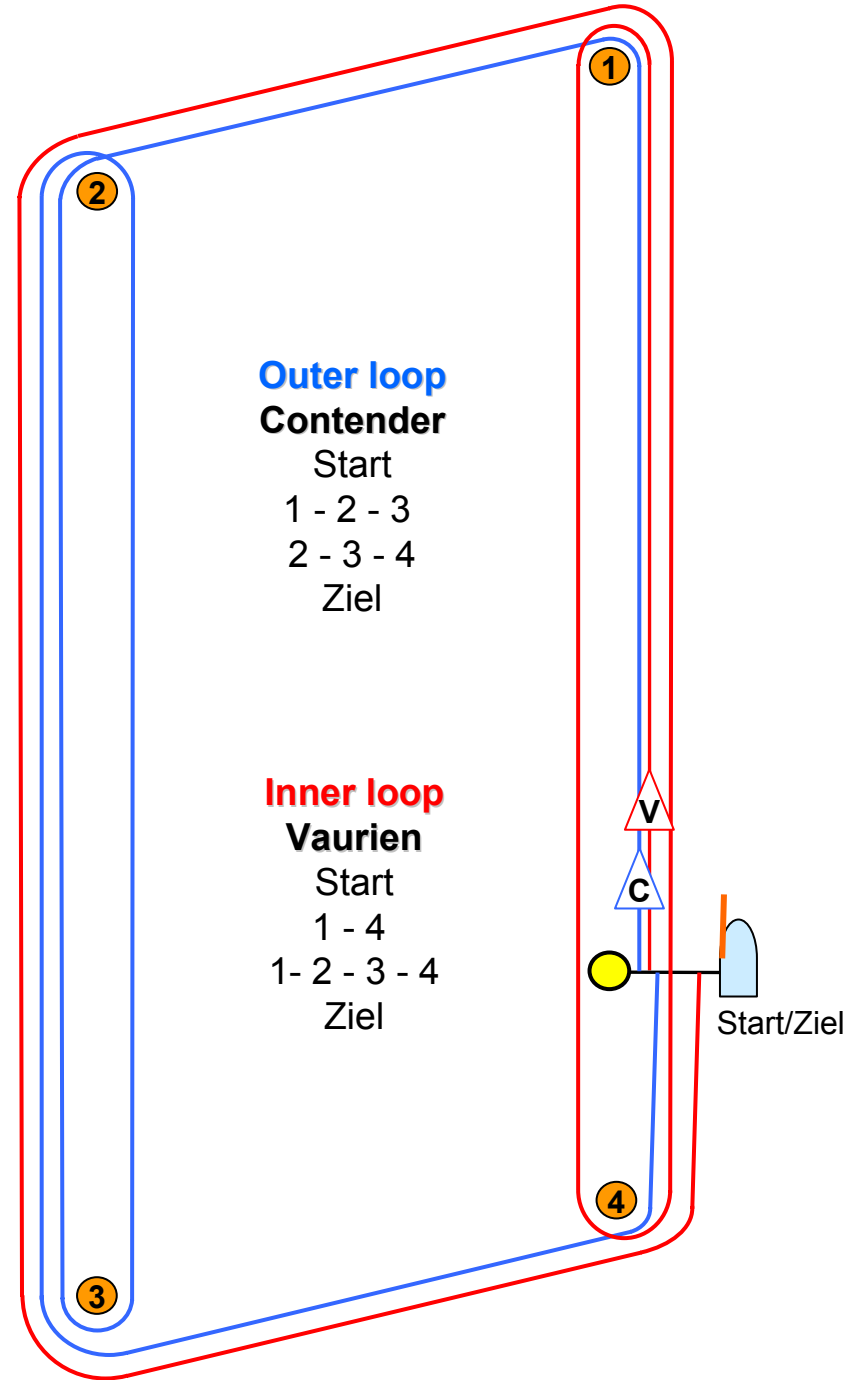 1
2
Outer loop
Contender
Start
1 - 2 - 3
2 - 3 - 4
Ziel
Inner loop
Vaurien
Start
1 - 4
1- 2 - 3 - 4
Ziel
V
C
Start/Ziel
4
3